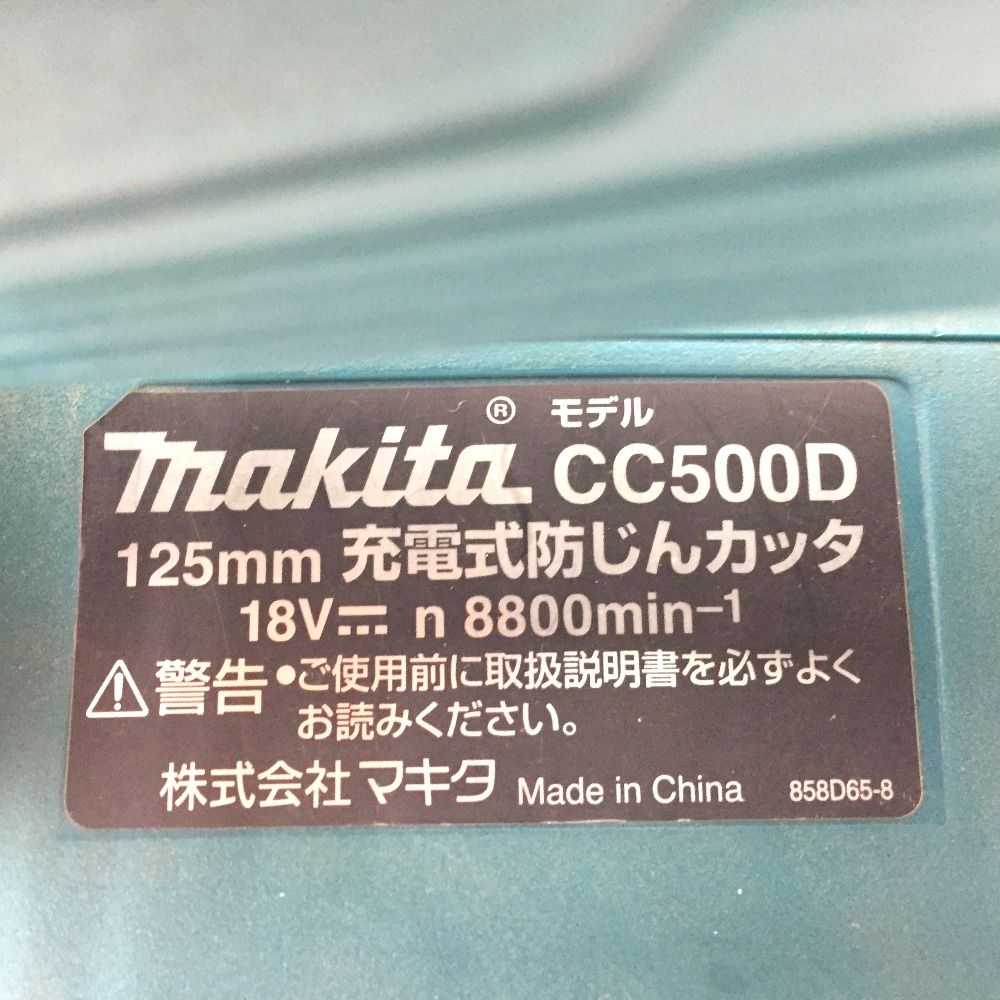 makita® モデル CC500D
125mm 充電式防じんカッタ
18V⎓ n 8800min⁻¹
⚠警告 •ご使用前に取扱説明書を必ずよく
お読みください。
株式会社マキタ Made in China 858D65-8